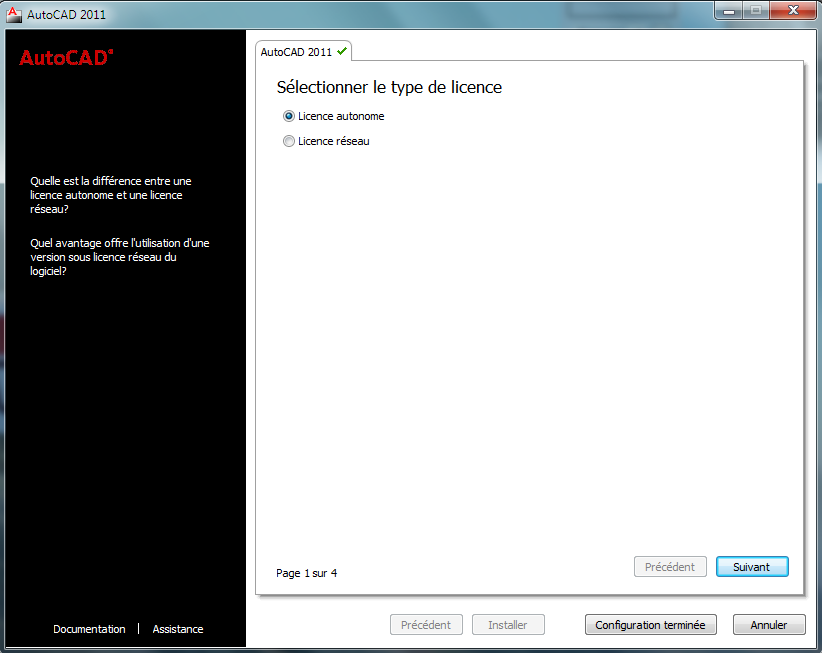 AutoCAD 2011
AutoCAD®
AutoCAD 2011
Sélectionner le type de licence
Licence autonome
Licence réseau
Quelle est la différence entre une
licence autonome et une licence
réseau?
Quel avantage offre l'utilisation d'une
version sous licence réseau du
logiciel?
Page 1 sur 4
Précédent
Suivant
Documentation | Assistance
Précédent
Installer
Configuration terminée
Annuler